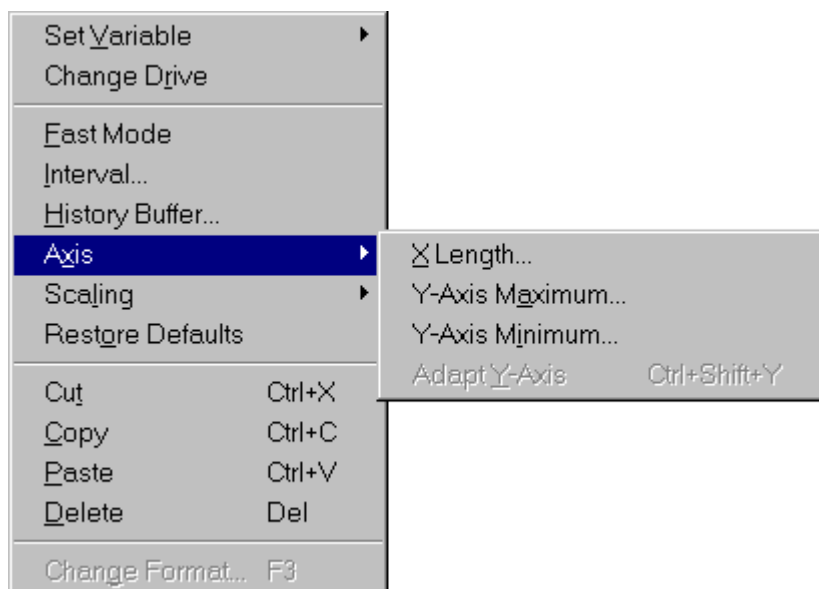 Set Variable
Change Drive
Fast Mode
Interval...
History Buffer...
Axis
Scaling
Restore Defaults
Cut Ctrl+X
Copy Ctrl+C
Paste Ctrl+V
Delete Del
Change Format... F3
X Length...
Y-Axis Maximum...
Y-Axis Minimum...
Adapt Y-Axis Ctrl+Shift+Y